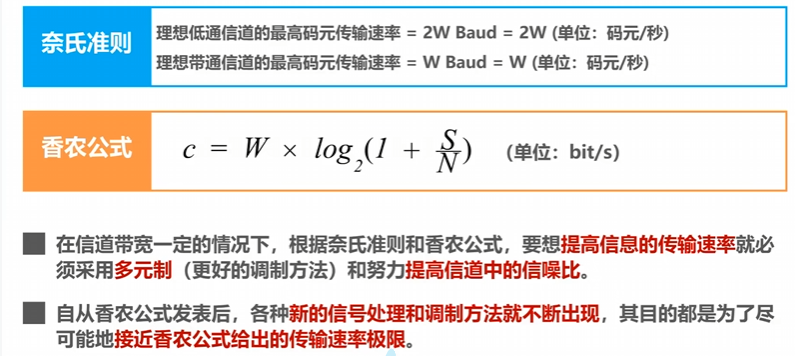 奈氏准则
理想低通信道的最高码元传输速率 = 2W Baud = 2W (单位：码元/秒)
理想带通信道的最高码元传输速率 = W Baud = W (单位：码元/秒)
香农公式
c = W × log₂(1 + S/N) （单位：bit/s）
在信道带宽一定的情况下，根据奈氏准则和香农公式，要想提高信息的传输速率就必
须采用多元制（更好的调制方法）和努力提高信道中的信噪比。
自从香农公式发表后，各种新的信号处理和调制方法就不断出现，其目的都是为了尽
可能地接近香农公式给出的传输速率极限。